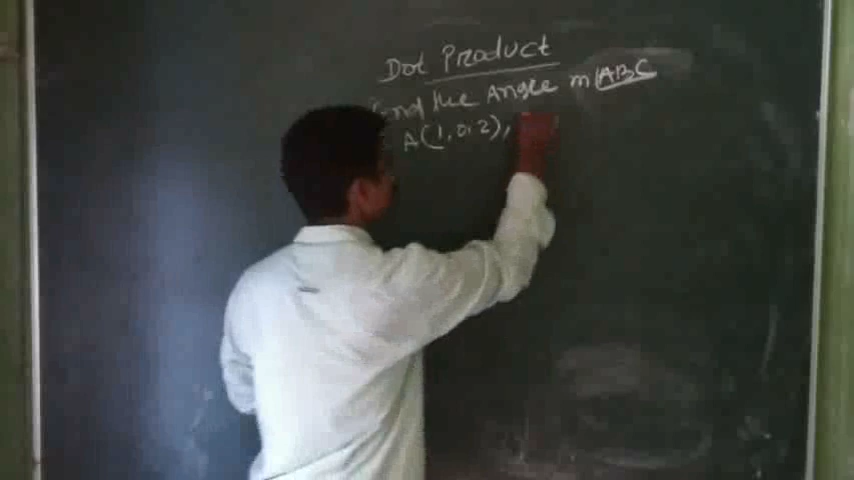 Dot Product
Find the Angle m∠ABC
A(1,0,2),